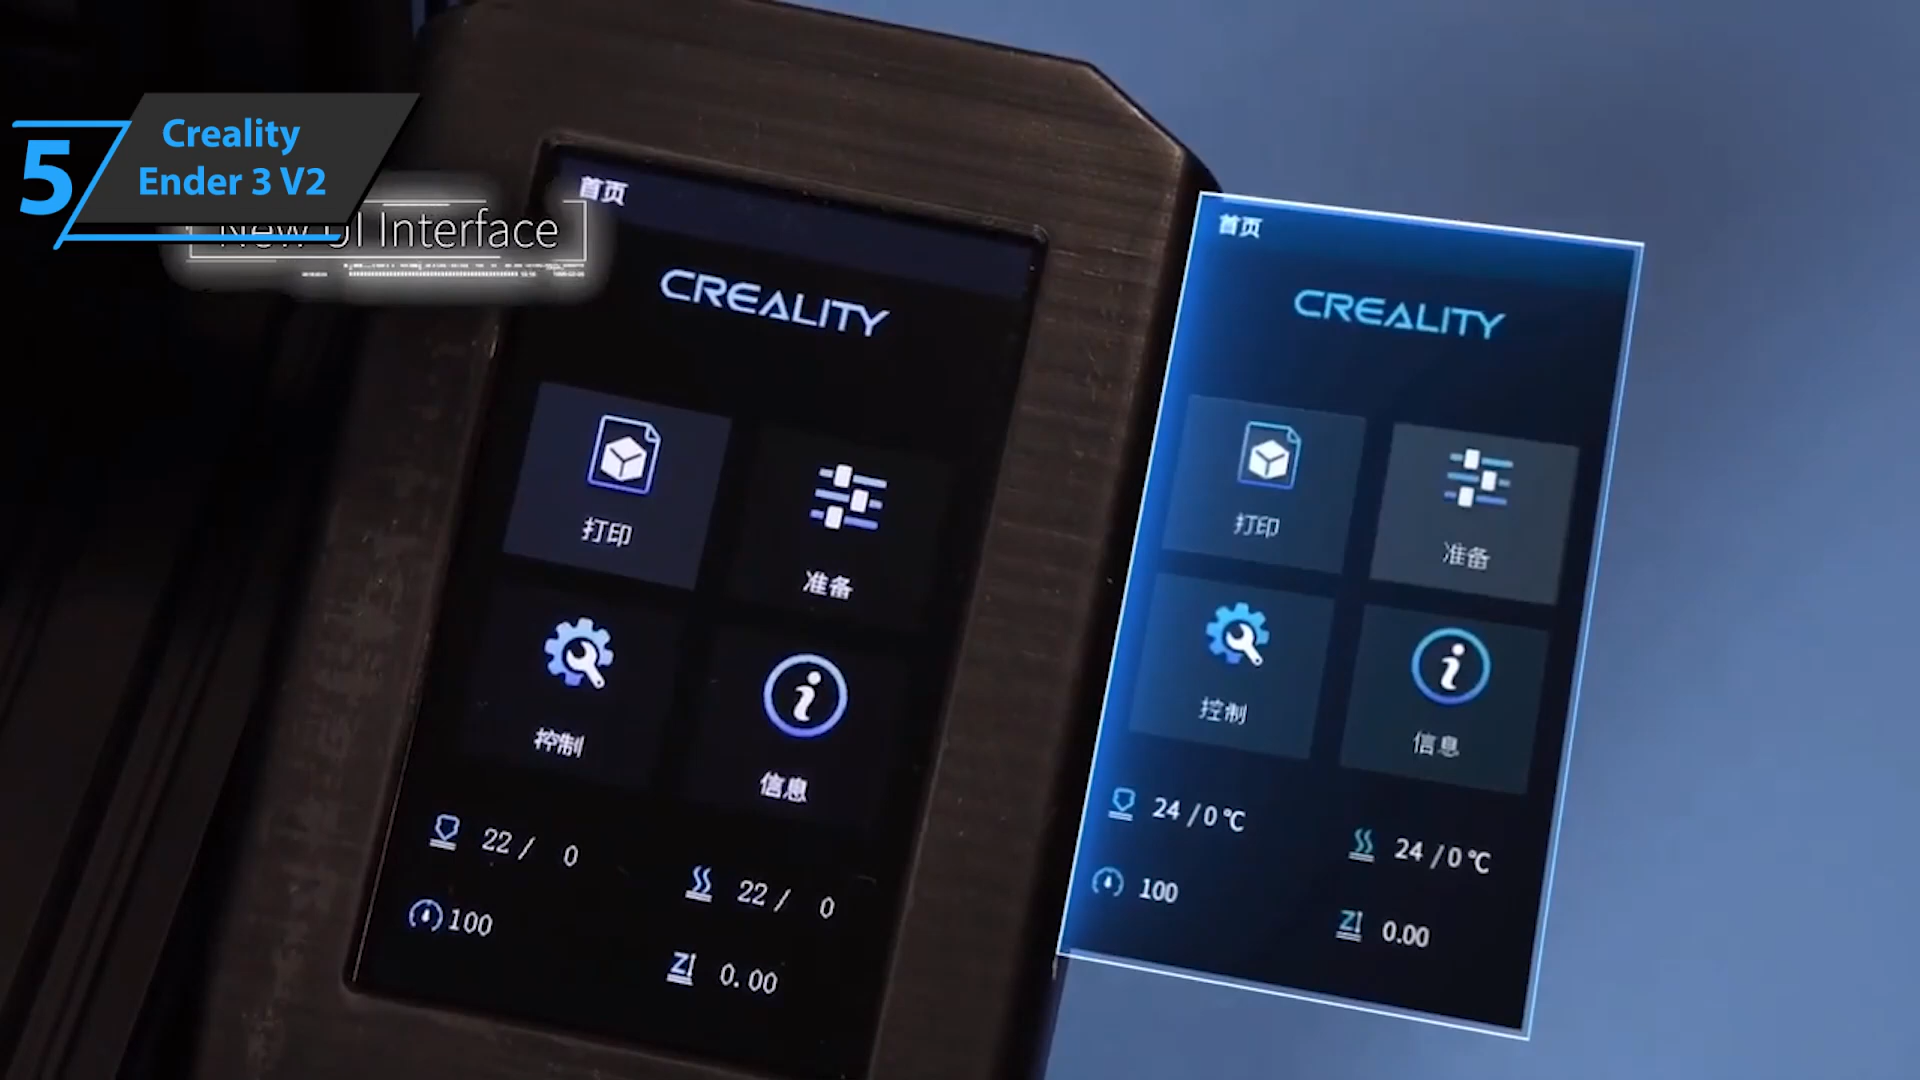 5
Creality
Ender 3 V2
New UI Interface
首页
CREALITY
打印
准备
控制
信息
22 / 0
22 / 0
100
Z 0.00
首页
CREALITY
打印
准备
控制
信息
24 / 0 ℃
24 / 0 ℃
100
Z 0.00